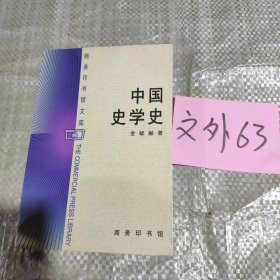 商务印书馆文库
THE COMMERCIAL PRESS LIBRARY
中国
史学史
金毓黻著
商务印书馆
文外63